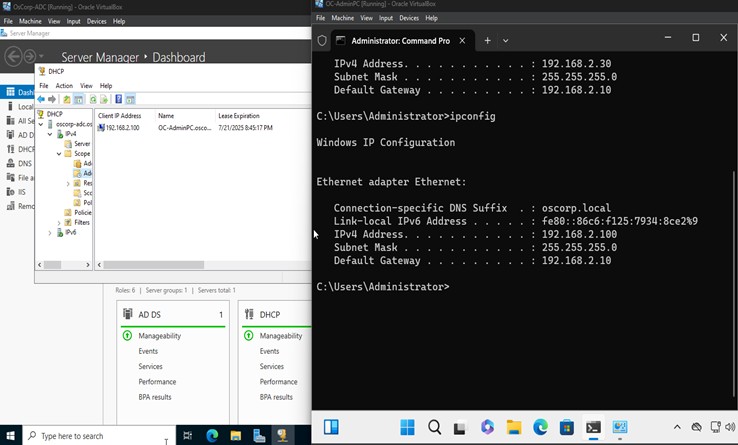 OsCorp-ADC [Running] - Oracle VirtualBox
File Machine View Input Devices Help
Server Manager
Server Manager ▸ Dashboard
DHCP
File Action View Help
DHCP
oscorp-adc.os
IPv4
Server
Scope
Ad
Ad
Res
Sco
Pol
Policie
Filters
IPv6
Client IP Address Name Lease Expiration
192.168.2.100 OC-AdminPC.osco... 7/21/2025 8:45:17 PM
Dash
Local
All Se
AD D
DHCP
DNS
File a
IIS
Remo
Roles: 6 | Server groups: 1 | Servers total: 1
AD DS 1
Manageability
Events
Services
Performance
BPA results
DHCP
Manageability
Events
Services
Performance
BPA results
Type here to search
OC-AdminPC [Running] - Oracle VirtualBox
File Machine View Input Devices Help
Administrator: Command Pro
IPv4 Address. . . . . . . . . . . : 192.168.2.30
Subnet Mask . . . . . . . . . . . : 255.255.255.0
Default Gateway . . . . . . . . . : 192.168.2.10
C:\Users\Administrator>ipconfig
Windows IP Configuration
Ethernet adapter Ethernet:
Connection-specific DNS Suffix . : oscorp.local
Link-local IPv6 Address . . . . . : fe80::86c6:f125:7934:8ce2%9
IPv4 Address. . . . . . . . . . . : 192.168.2.100
Subnet Mask . . . . . . . . . . . : 255.255.255.0
Default Gateway . . . . . . . . . : 192.168.2.10
C:\Users\Administrator>